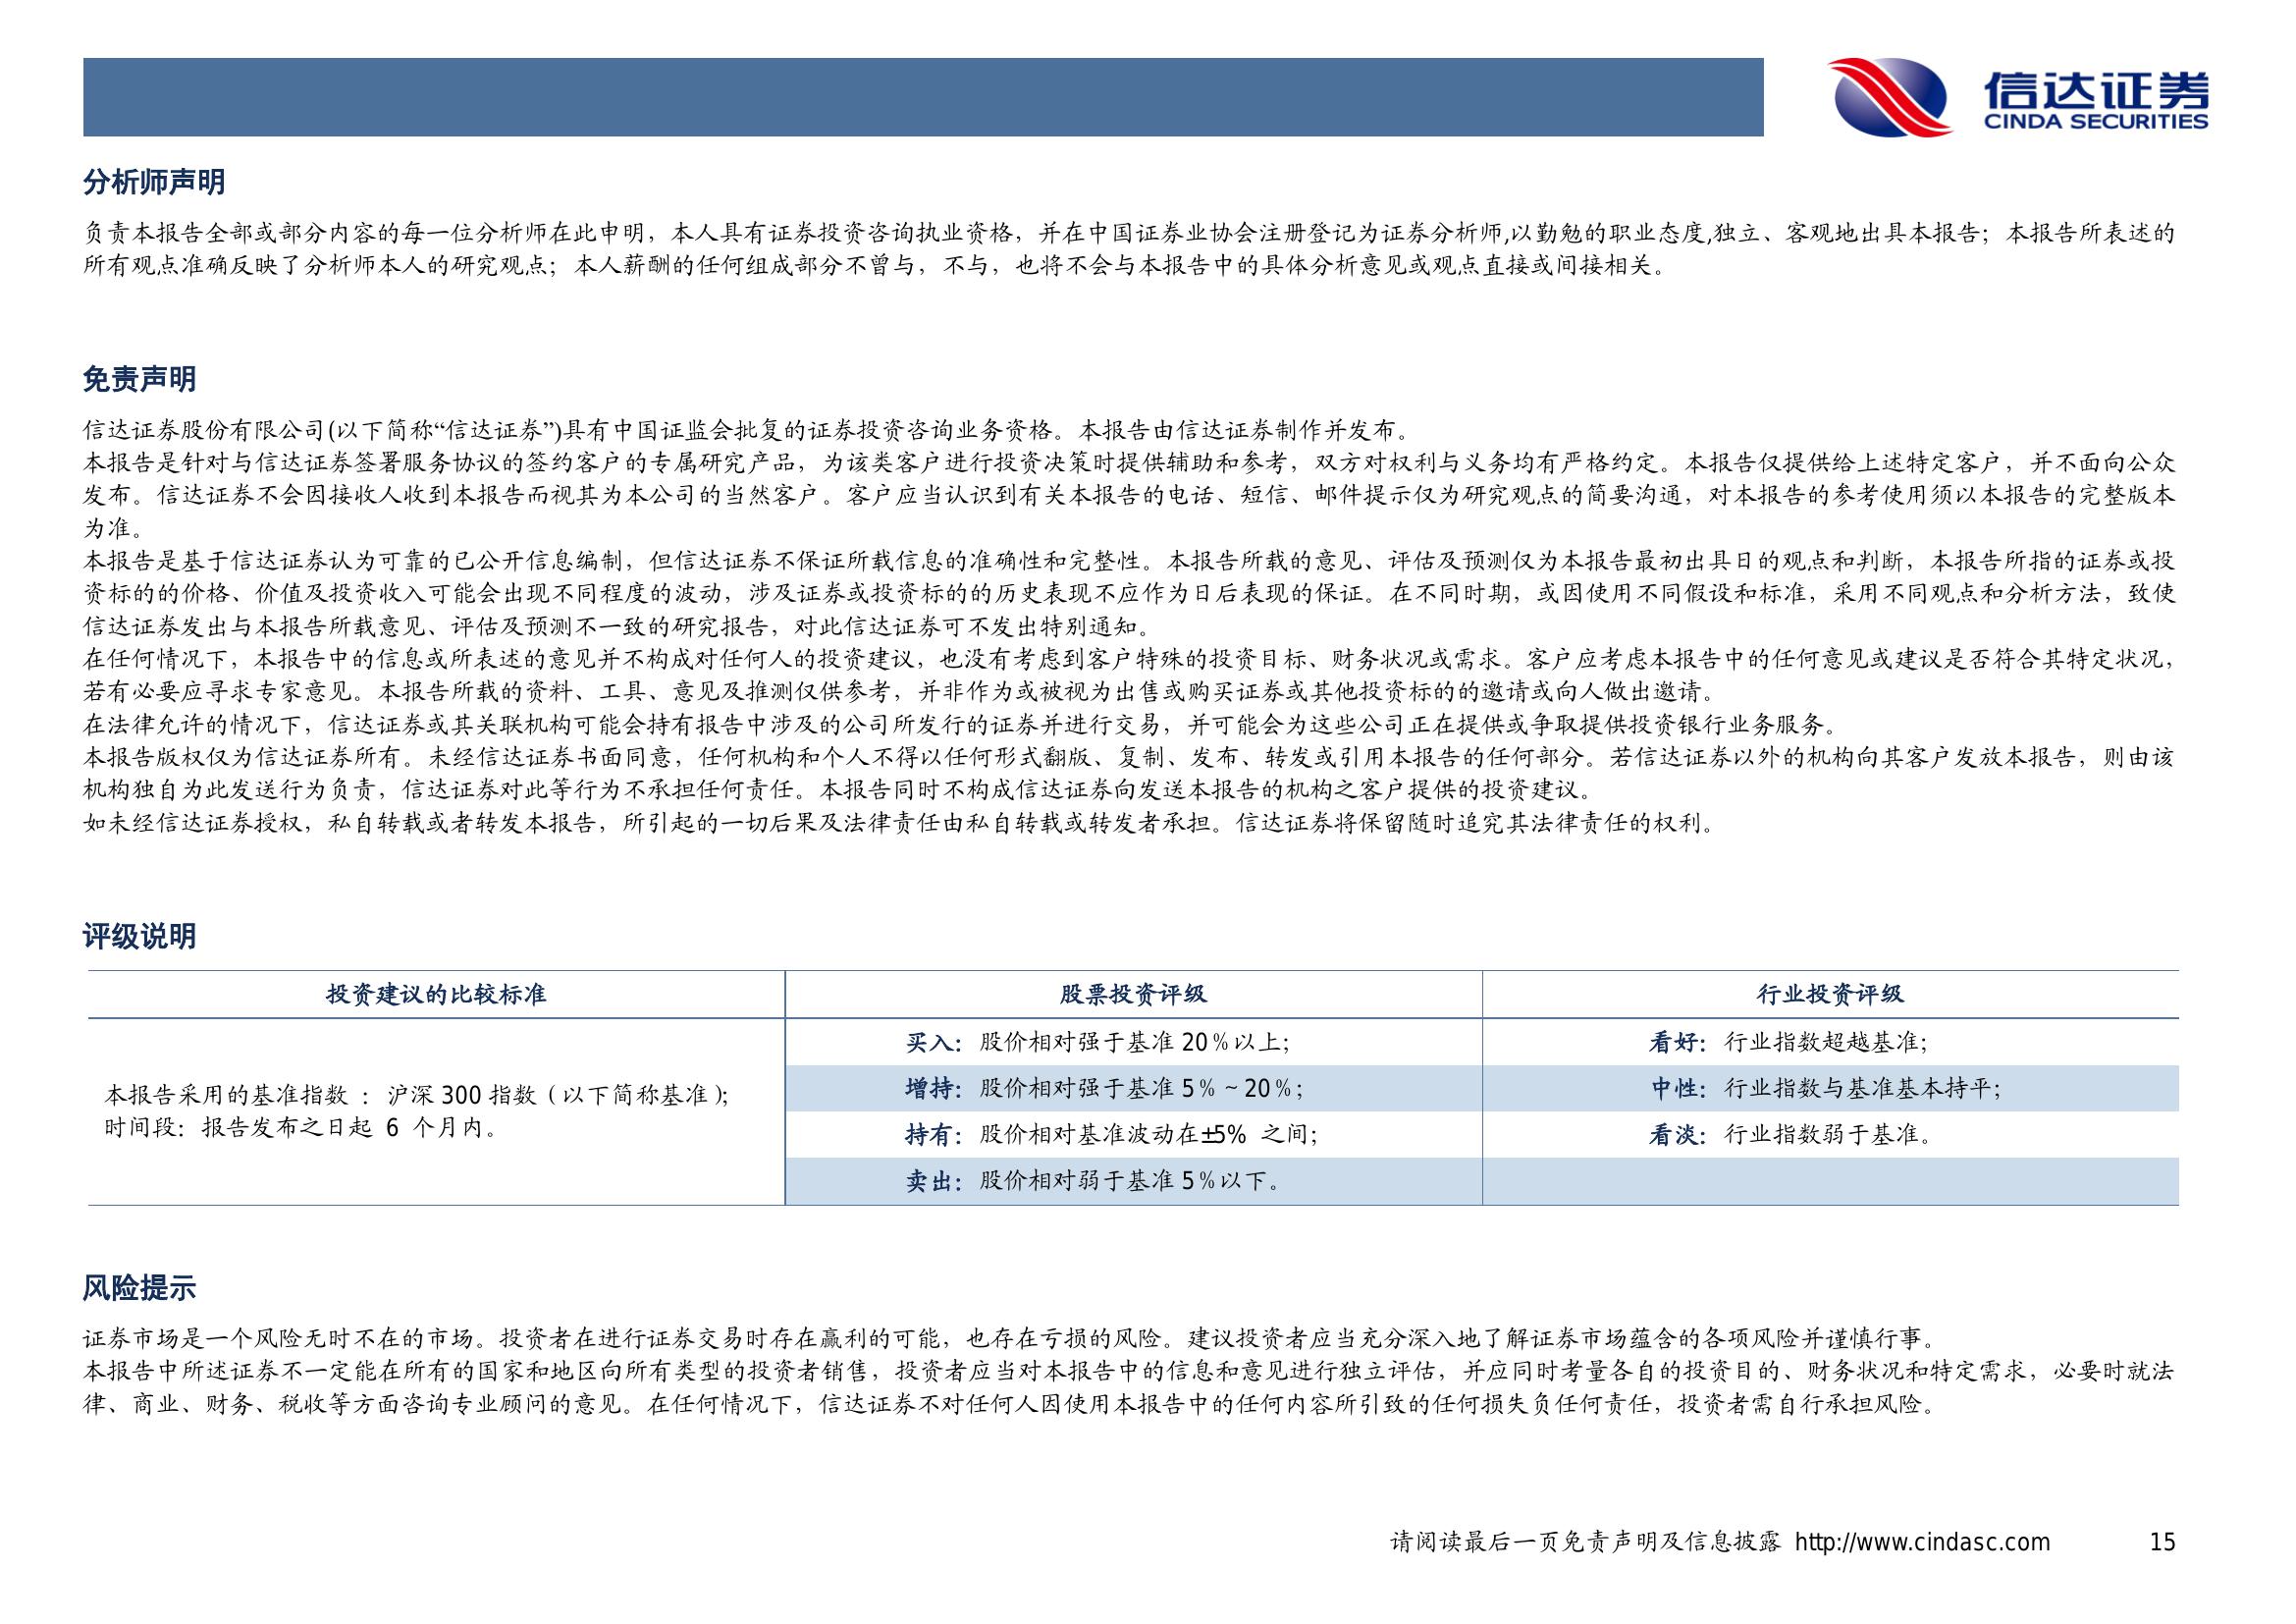 信达证券
CINDA SECURITIES
分析师声明
负责本报告全部或部分内容的每一位分析师在此申明，本人具有证券投资咨询执业资格，并在中国证券业协会注册登记为证券分析师,以勤勉的职业态度,独立、客观地出具本报告；本报告所表述的
所有观点准确反映了分析师本人的研究观点；本人薪酬的任何组成部分不曾与，不与，也将不会与本报告中的具体分析意见或观点直接或间接相关。
免责声明
信达证券股份有限公司(以下简称“信达证券”)具有中国证监会批复的证券投资咨询业务资格。本报告由信达证券制作并发布。
本报告是针对与信达证券签署服务协议的签约客户的专属研究产品，为该类客户进行投资决策时提供辅助和参考，双方对权利与义务均有严格约定。本报告仅提供给上述特定客户，并不面向公众
发布。信达证券不会因接收人收到本报告而视其为本公司的当然客户。客户应当认识到有关本报告的电话、短信、邮件提示仅为研究观点的简要沟通，对本报告的参考使用须以本报告的完整版本
为准。
本报告是基于信达证券认为可靠的已公开信息编制，但信达证券不保证所载信息的准确性和完整性。本报告所载的意见、评估及预测仅为本报告最初出具日的观点和判断，本报告所指的证券或投
资标的的价格、价值及投资收入可能会出现不同程度的波动，涉及证券或投资标的的历史表现不应作为日后表现的保证。在不同时期，或因使用不同假设和标准，采用不同观点和分析方法，致使
信达证券发出与本报告所载意见、评估及预测不一致的研究报告，对此信达证券可不发出特别通知。
在任何情况下，本报告中的信息或所表述的意见并不构成对任何人的投资建议，也没有考虑到客户特殊的投资目标、财务状况或需求。客户应考虑本报告中的任何意见或建议是否符合其特定状况，
若有必要应寻求专家意见。本报告所载的资料、工具、意见及推测仅供参考，并非作为或被视为出售或购买证券或其他投资标的的邀请或向人做出邀请。
在法律允许的情况下，信达证券或其关联机构可能会持有报告中涉及的公司所发行的证券并进行交易，并可能会为这些公司正在提供或争取提供投资银行业务服务。
本报告版权仅为信达证券所有。未经信达证券书面同意，任何机构和个人不得以任何形式翻版、复制、发布、转发或引用本报告的任何部分。若信达证券以外的机构向其客户发放本报告，则由该
机构独自为此发送行为负责，信达证券对此等行为不承担任何责任。本报告同时不构成信达证券向发送本报告的机构之客户提供的投资建议。
如未经信达证券授权，私自转载或者转发本报告，所引起的一切后果及法律责任由私自转载或转发者承担。信达证券将保留随时追究其法律责任的权利。
评级说明
投资建议的比较标准 股票投资评级 行业投资评级
本报告采用的基准指数 ：沪深 300 指数（以下简称基准）；
时间段：报告发布之日起 6 个月内。
买入：股价相对强于基准 20％以上；
增持：股价相对强于基准 5％～20％；
持有：股价相对基准波动在±5% 之间；
卖出：股价相对弱于基准 5％以下。
看好：行业指数超越基准；
中性：行业指数与基准基本持平；
看淡：行业指数弱于基准。
风险提示
证券市场是一个风险无时不在的市场。投资者在进行证券交易时存在赢利的可能，也存在亏损的风险。建议投资者应当充分深入地了解证券市场蕴含的各项风险并谨慎行事。
本报告中所述证券不一定能在所有的国家和地区向所有类型的投资者销售，投资者应当对本报告中的信息和意见进行独立评估，并应同时考量各自的投资目的、财务状况和特定需求，必要时就法
律、商业、财务、税收等方面咨询专业顾问的意见。在任何情况下，信达证券不对任何人因使用本报告中的任何内容所引致的任何损失负任何责任，投资者需自行承担风险。
请阅读最后一页免责声明及信息披露 http://www.cindasc.com 15